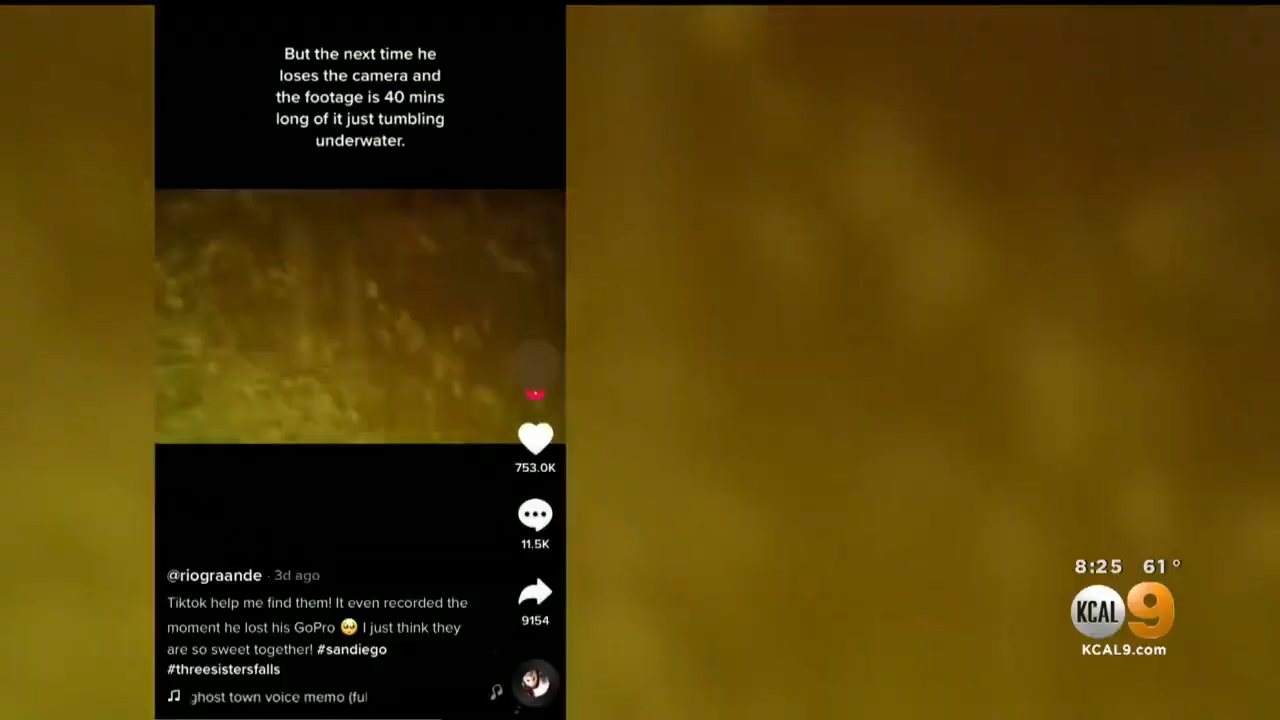 But the next time he
loses the camera and
the footage is 40 mins
long of it just tumbling
underwater.
753.0K
11.5K
9154
@riograande · 3d ago
Tiktok help me find them! It even recorded the
moment he lost his GoPro 🥺 I just think they
are so sweet together! #sandiego
#threesistersfalls
ghost town voice memo (ful
8:25 61°
KCAL 9
KCAL9.com